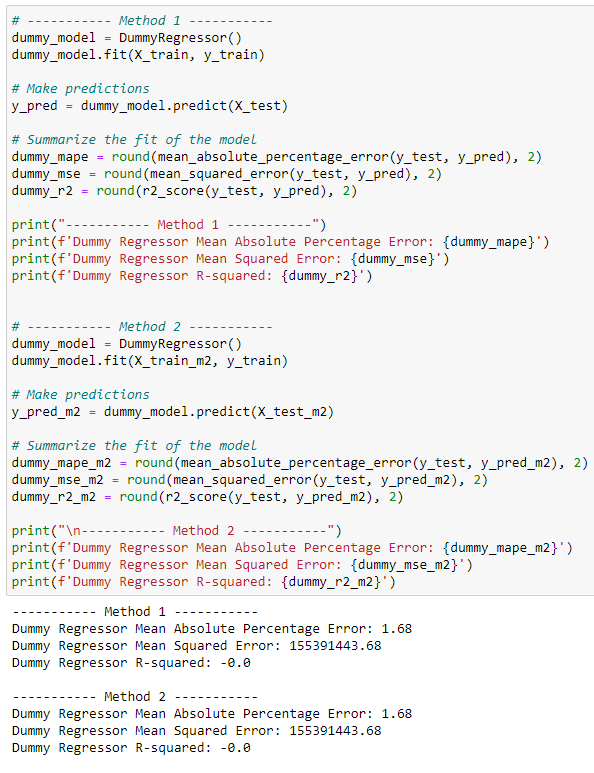 # ----------- Method 1 -----------
dummy_model = DummyRegressor()
dummy_model.fit(X_train, y_train)
# Make predictions
y_pred = dummy_model.predict(X_test)
# Summarize the fit of the model
dummy_mape = round(mean_absolute_percentage_error(y_test, y_pred), 2)
dummy_mse = round(mean_squared_error(y_test, y_pred), 2)
dummy_r2 = round(r2_score(y_test, y_pred), 2)
print("----------- Method 1 -----------")
print(f'Dummy Regressor Mean Absolute Percentage Error: {dummy_mape}')
print(f'Dummy Regressor Mean Squared Error: {dummy_mse}')
print(f'Dummy Regressor R-squared: {dummy_r2}')
# ----------- Method 2 -----------
dummy_model = DummyRegressor()
dummy_model.fit(X_train_m2, y_train)
# Make predictions
y_pred_m2 = dummy_model.predict(X_test_m2)
# Summarize the fit of the model
dummy_mape_m2 = round(mean_absolute_percentage_error(y_test, y_pred_m2), 2)
dummy_mse_m2 = round(mean_squared_error(y_test, y_pred_m2), 2)
dummy_r2_m2 = round(r2_score(y_test, y_pred_m2), 2)
print("\n----------- Method 2 -----------")
print(f'Dummy Regressor Mean Absolute Percentage Error: {dummy_mape_m2}')
print(f'Dummy Regressor Mean Squared Error: {dummy_mse_m2}')
print(f'Dummy Regressor R-squared: {dummy_r2_m2}')
----------- Method 1 -----------
Dummy Regressor Mean Absolute Percentage Error: 1.68
Dummy Regressor Mean Squared Error: 155391443.68
Dummy Regressor R-squared: -0.0
----------- Method 2 -----------
Dummy Regressor Mean Absolute Percentage Error: 1.68
Dummy Regressor Mean Squared Error: 155391443.68
Dummy Regressor R-squared: -0.0